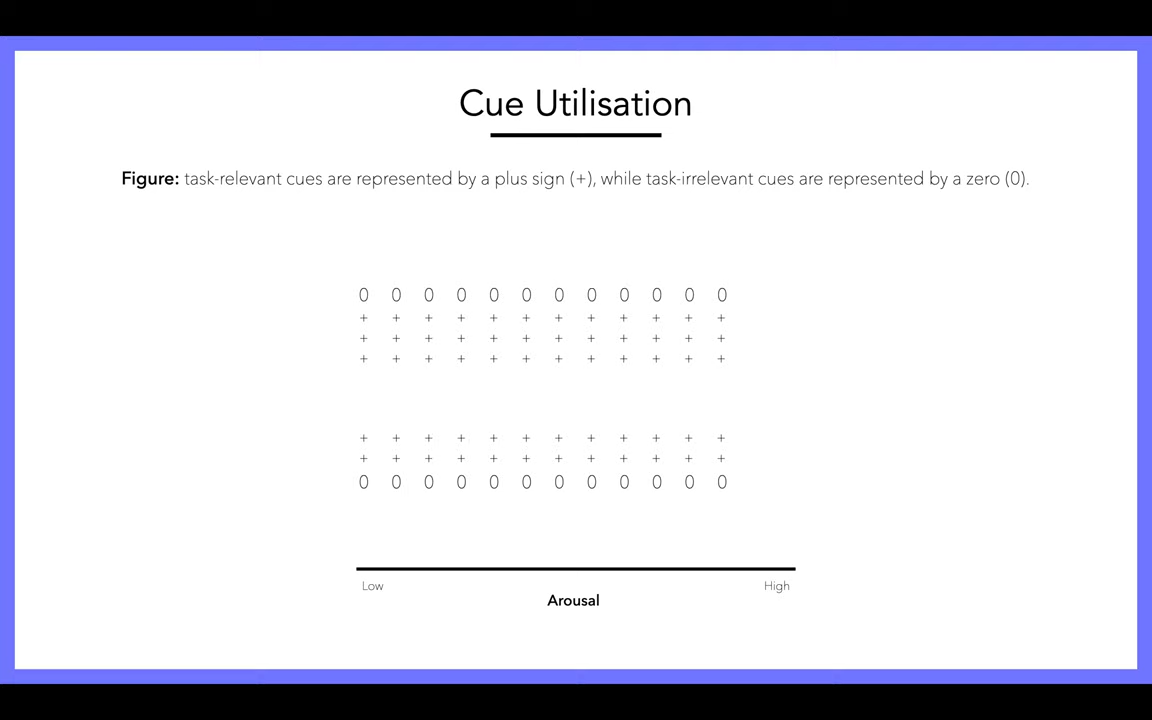 Cue Utilisation
Figure: task-relevant cues are represented by a plus sign (+), while task-irrelevant cues are represented by a zero (0).
0 0 0 0 0 0 0 0 0 0 0 0
+ + + + + + + + + + + +
+ + + + + + + + + + + +
+ + + + + + + + + + + +
+ + + + + + + + + + + +
+ + + + + + + + + + + +
0 0 0 0 0 0 0 0 0 0 0 0
Low High
Arousal